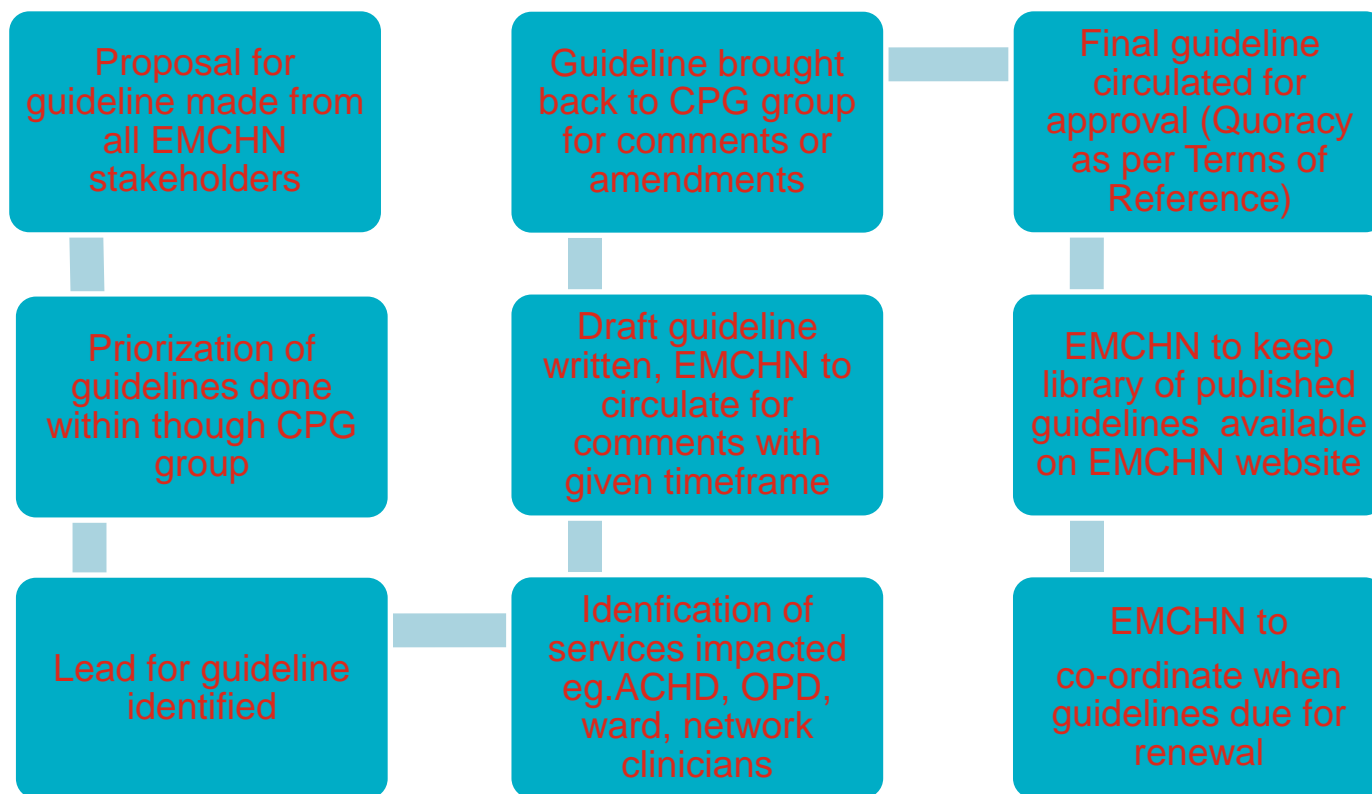 Proposal for
guideline made from
all EMCHN
stakeholders
Priorization of
guidelines done
within though CPG
group
Lead for guideline
identified
Idenfication of
services impacted
eg.ACHD, OPD,
ward, network
clinicians
Draft guideline
written, EMCHN to
circulate for
comments with
given timeframe
Guideline brought
back to CPG group
for comments or
amendments
Final guideline
circulated for
approval (Quoracy
as per Terms of
Reference)
EMCHN to keep
library of published
guidelines available
on EMCHN website
EMCHN to
co-ordinate when
guidelines due for
renewal